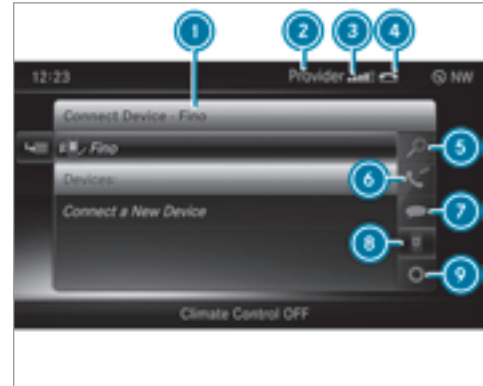 1 2 3 4
12:23 Provider NW
Connect Device - Fino
Fino
5
Devices:
6
Connect a New Device
7
8
9
Climate Control OFF